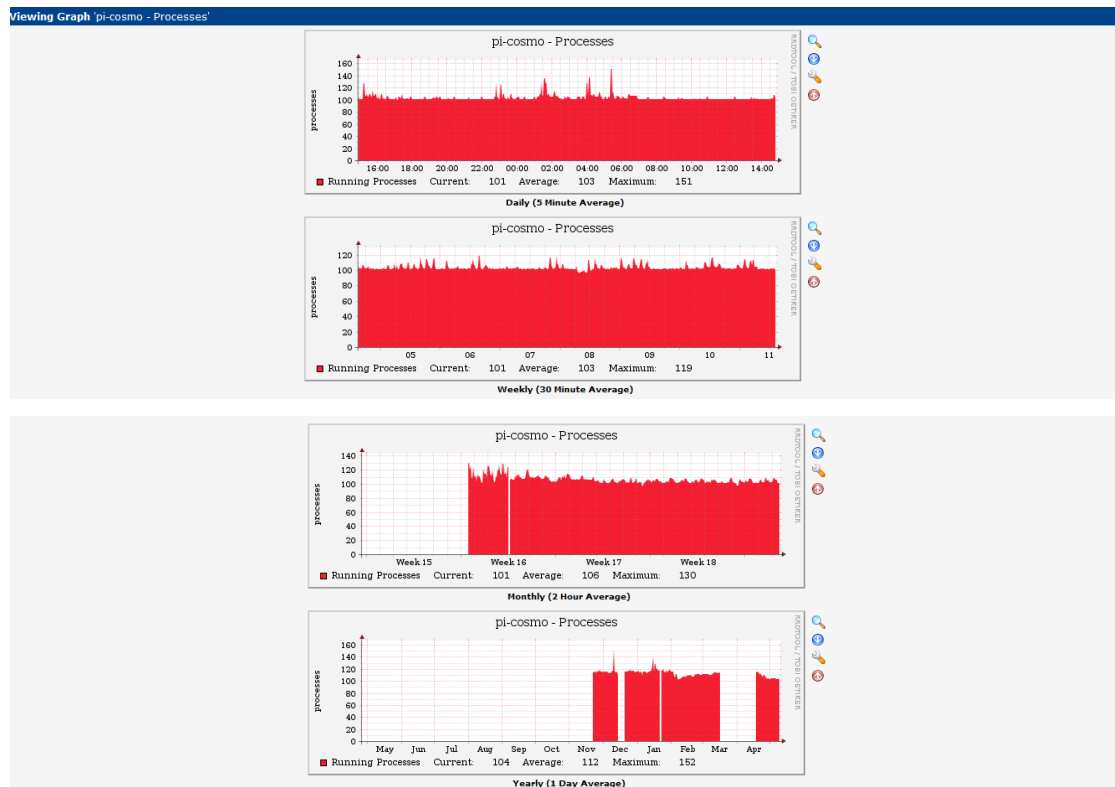 Viewing Graph 'pi-cosmo - Processes'
pi-cosmo - Processes
RRDTOOL / TOBI OETIKER
processes
160
140
120
100
80
60
40
20
0
16:00 18:00 20:00 22:00 00:00 02:00 04:00 06:00 08:00 10:00 12:00 14:00
Running Processes Current: 101 Average: 103 Maximum: 151
Daily (5 Minute Average)
pi-cosmo - Processes
RRDTOOL / TOBI OETIKER
processes
120
100
80
60
40
20
0
05 06 07 08 09 10 11
Running Processes Current: 101 Average: 103 Maximum: 119
Weekly (30 Minute Average)
pi-cosmo - Processes
RRDTOOL / TOBI OETIKER
processes
140
120
100
80
60
40
20
0
Week 15 Week 16 Week 17 Week 18
Running Processes Current: 101 Average: 106 Maximum: 130
Monthly (2 Hour Average)
pi-cosmo - Processes
RRDTOOL / TOBI OETIKER
processes
160
140
120
100
80
60
40
20
0
May Jun Jul Aug Sep Oct Nov Dec Jan Feb Mar Apr
Running Processes Current: 104 Average: 112 Maximum: 152
Yearly (1 Day Average)